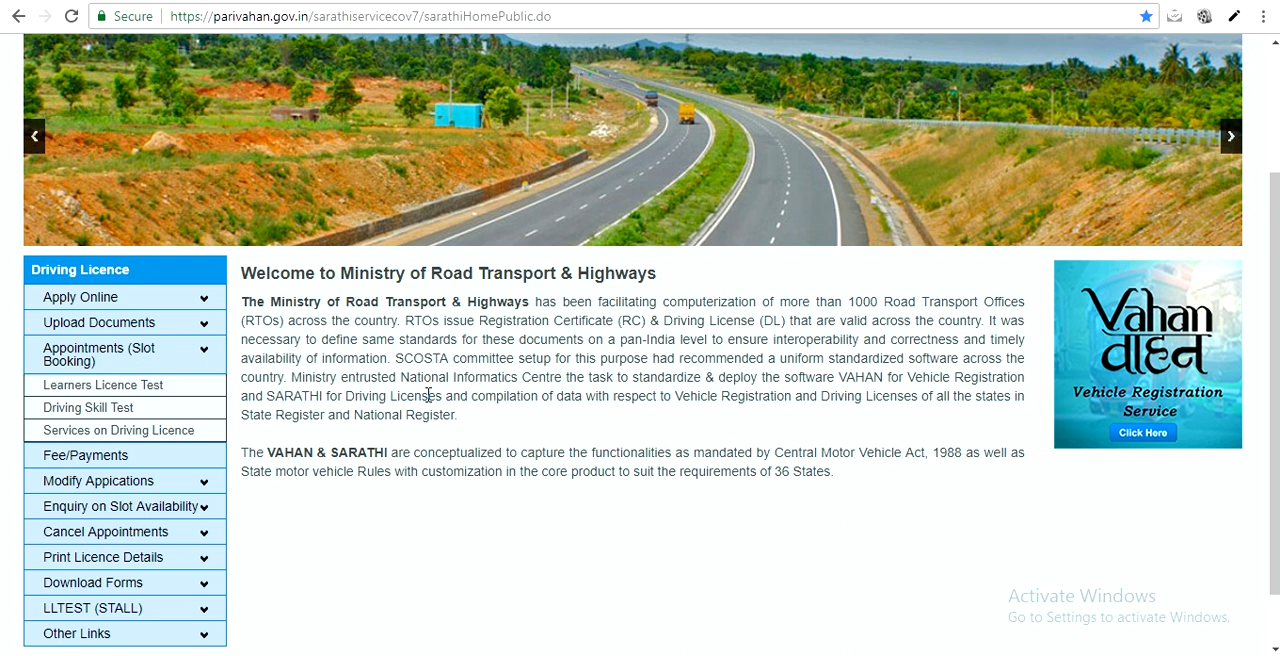 Secure
https://parivahan.gov.in/sarathiservicecov7/sarathiHomePublic.do
Driving Licence
Apply Online
Upload Documents
Appointments (Slot
Booking)
Learners Licence Test
Driving Skill Test
Services on Driving Licence
Fee/Payments
Modify Appications
Enquiry on Slot Availability
Cancel Appointments
Print Licence Details
Download Forms
LLTEST (STALL)
Other Links
Welcome to Ministry of Road Transport & Highways
The Ministry of Road Transport & Highways has been facilitating computerization of more than 1000 Road Transport Offices
(RTOs) across the country. RTOs issue Registration Certificate (RC) & Driving License (DL) that are valid across the country. It was
necessary to define same standards for these documents on a pan-India level to ensure interoperability and correctness and timely
availability of information. SCOSTA committee setup for this purpose had recommended a uniform standardized software across the
country. Ministry entrusted National Informatics Centre the task to standardize & deploy the software VAHAN for Vehicle Registration
and SARATHI for Driving Licenses and compilation of data with respect to Vehicle Registration and Driving Licenses of all the states in
State Register and National Register.
The VAHAN & SARATHI are conceptualized to capture the functionalities as mandated by Central Motor Vehicle Act, 1988 as well as
State motor vehicle Rules with customization in the core product to suit the requirements of 36 States.
Vahan
वाहन
Vehicle Registration
Service
Click Here
Activate Windows
Go to Settings to activate Windows.